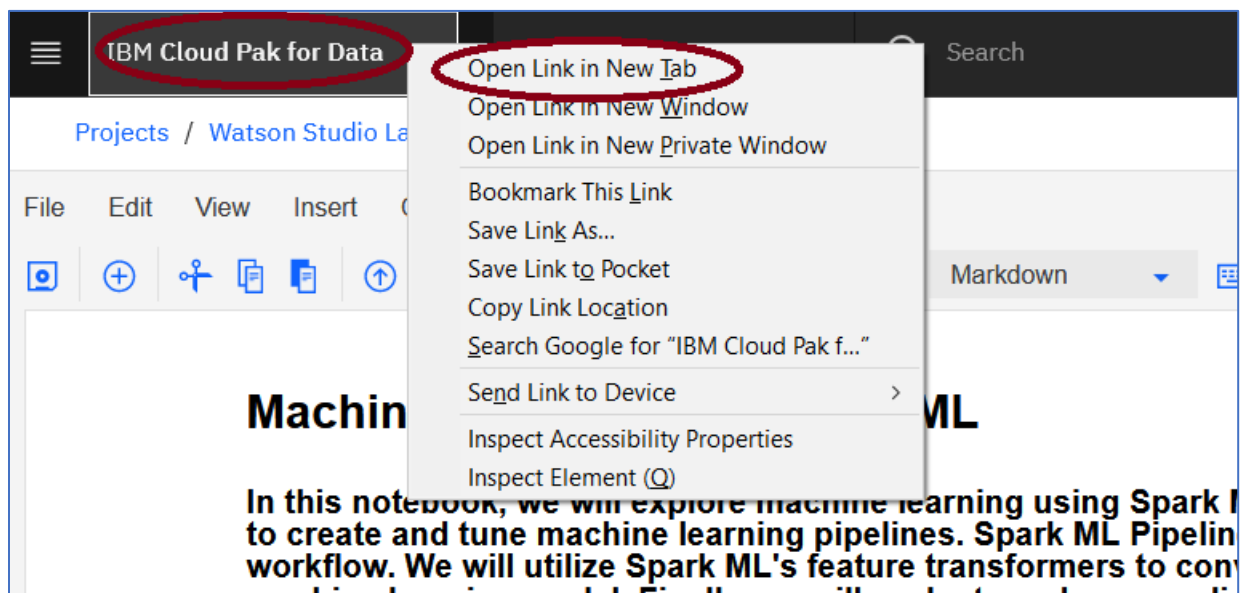 IBM Cloud Pak for Data
Search
Open Link in New Tab
Open Link in New Window
Open Link in New Private Window
Bookmark This Link
Save Link As...
Save Link to Pocket
Copy Link Location
Search Google for “IBM Cloud Pak f...”
Send Link to Device
Inspect Accessibility Properties
Inspect Element (Q)
Projects / Watson Studio La
File Edit View Insert
Markdown
Machin ML
In this notebook, we will explore machine learning using Spark
to create and tune machine learning pipelines. Spark ML Pipelin
workflow. We will utilize Spark ML's feature transformers to con